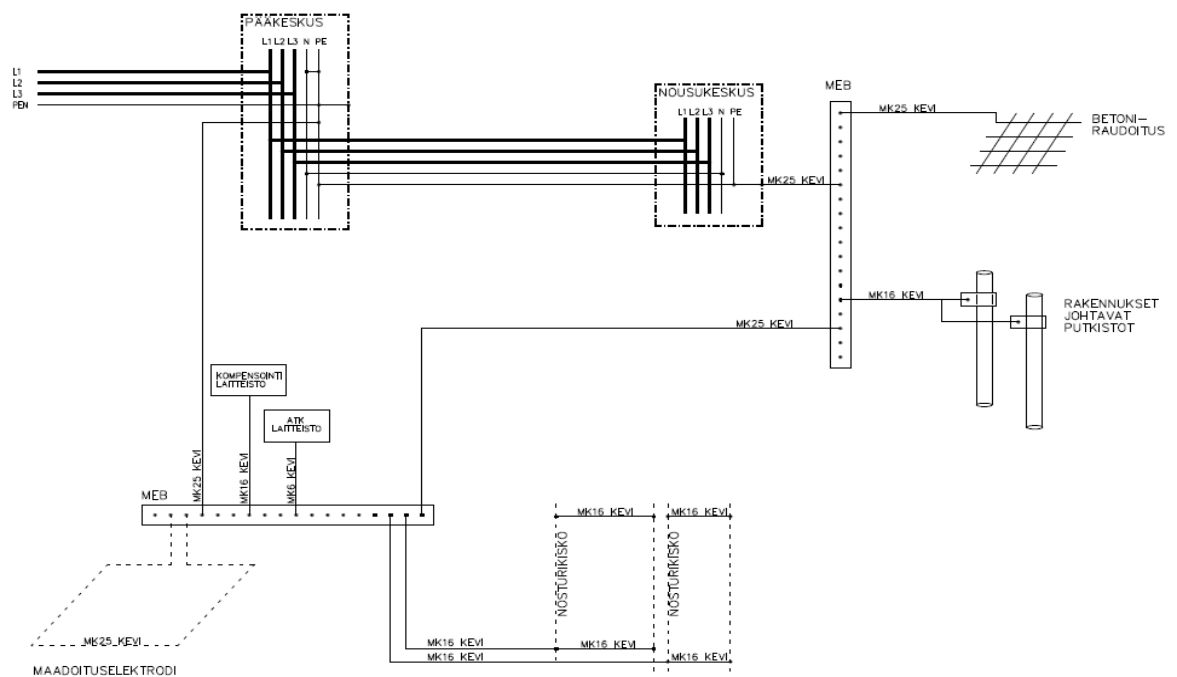 PÄÄKESKUS
L1 L2 L3 N PE
L1
L2
L3
PEN
NOUSUKESKUS
L1 L2 L3 N PE
MEB
MK25 KEVI
BETONI-
RAUDOITUS
MK25 KEVI
MK16 KEVI
RAKENNUKSET
JOHTAVAT
PUTKISTOT
MK25 KEVI
KOMPENSOINTI
LAITTEISTO
ATK
LAITTEISTO
MK25 KEVI
MK16 KEVI
MK6 KEVI
MEB
MK16 KEVI
MK16 KEVI
NOSTURIKISKO
NOSTURIKISKO
MK25 KEVI
MK16 KEVI
MK16 KEVI
MK16 KEVI
MK16 KEVI
MAADOITUSELEKTRODI